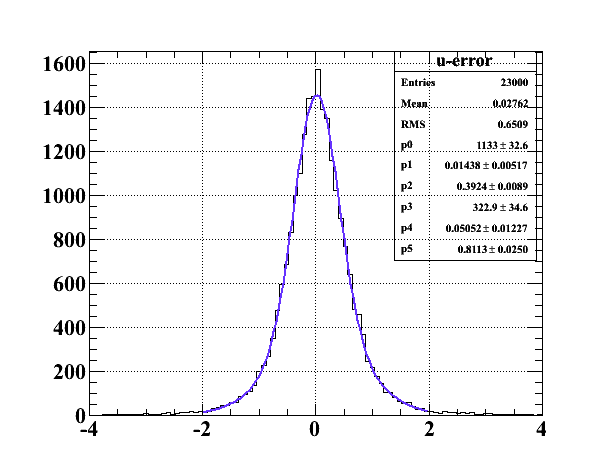 u-error
Entries 23000
Mean 0.02762
RMS 0.6509
p0 1133 ± 32.6
p1 0.01438 ± 0.00517
p2 0.3924 ± 0.0089
p3 322.9 ± 34.6
p4 0.05052 ± 0.01227
p5 0.8113 ± 0.0250
1600
1400
1200
1000
800
600
400
200
0
-4 -2 0 2 4